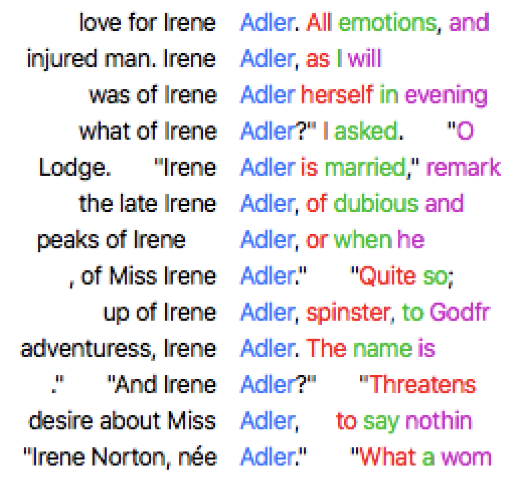 love for Irene Adler. All emotions, and
injured man. Irene Adler, as I will
was of Irene Adler herself in evening
what of Irene Adler?" I asked. "O
Lodge. "Irene Adler is married," remark
the late Irene Adler, of dubious and
peaks of Irene Adler, or when he
, of Miss Irene Adler." "Quite so;
up of Irene Adler, spinster, to Godfr
adventuress, Irene Adler. The name is
." "And Irene Adler?" "Threatens
desire about Miss Adler, to say nothin
"Irene Norton, née Adler." "What a wom